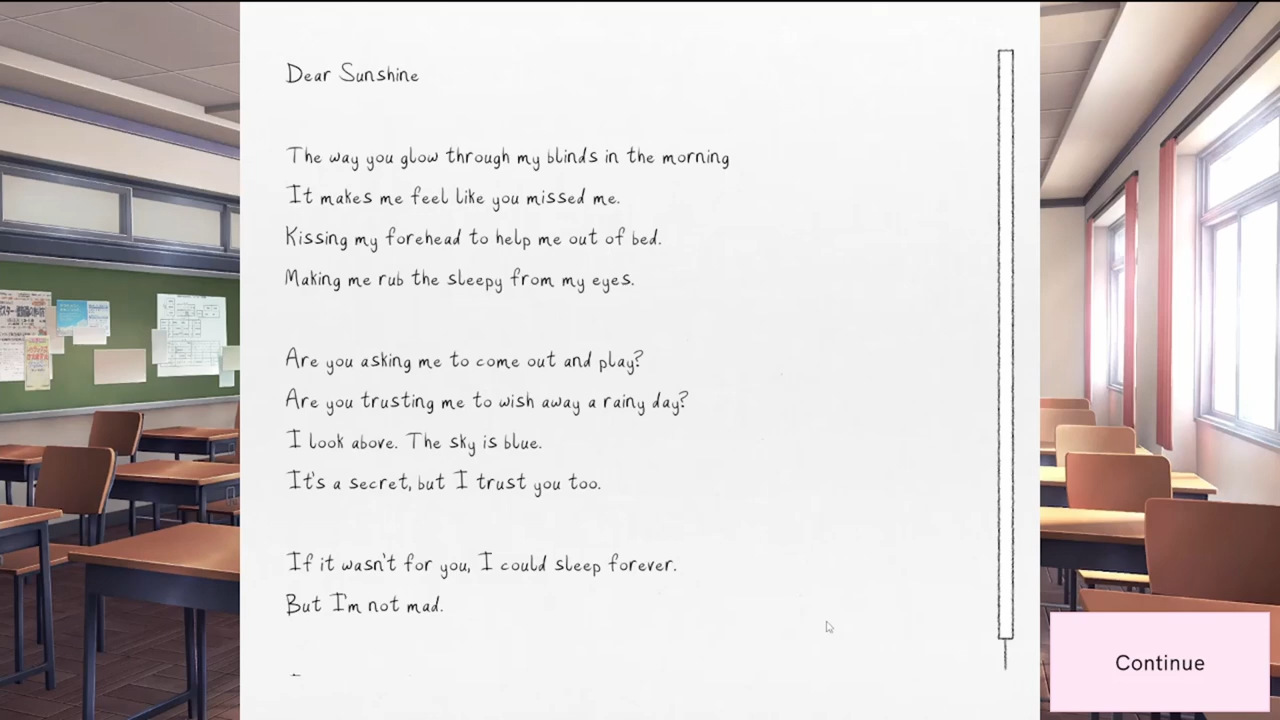 Dear Sunshine
The way you glow through my blinds in the morning
It makes me feel like you missed me.
Kissing my forehead to help me out of bed.
Making me rub the sleepy from my eyes.
Are you asking me to come out and play?
Are you trusting me to wish away a rainy day?
I look above. The sky is blue.
It's a secret, but I trust you too.
If it wasn't for you, I could sleep forever.
But I'm not mad.
Continue